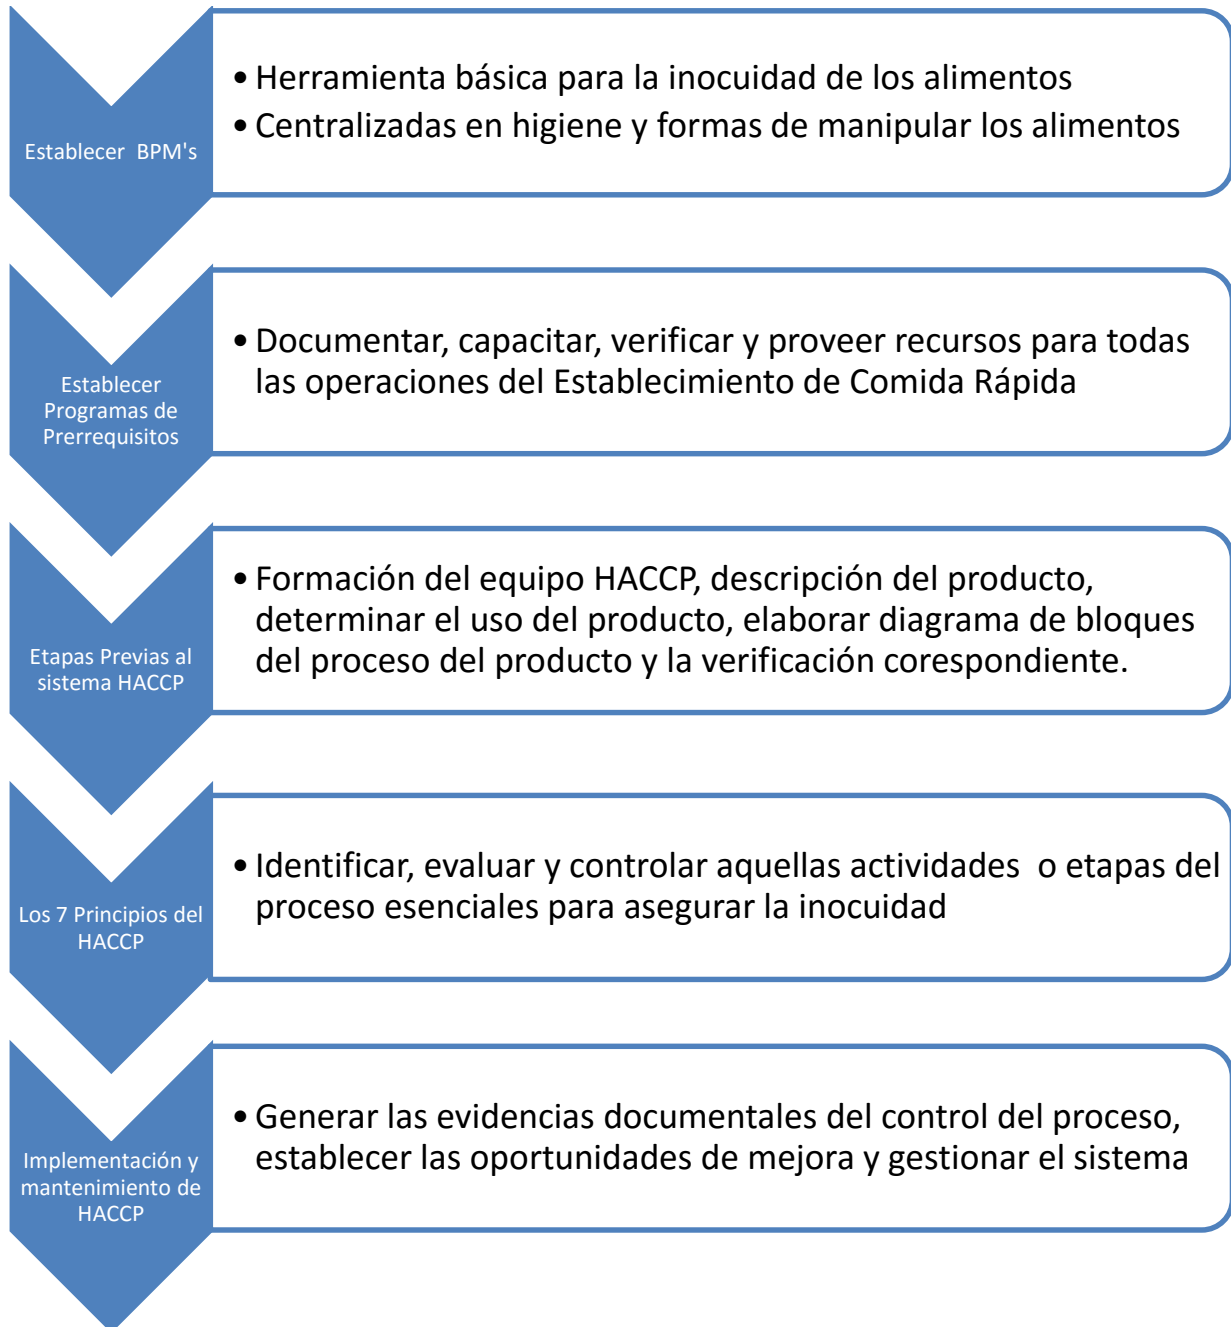 Establecer BPM's
• Herramienta básica para la inocuidad de los alimentos
• Centralizadas en higiene y formas de manipular los alimentos
Establecer
Programas de
Prerrequisitos
• Documentar, capacitar, verificar y proveer recursos para todas
las operaciones del Establecimiento de Comida Rápida
Etapas Previas al
sistema HACCP
• Formación del equipo HACCP, descripción del producto,
determinar el uso del producto, elaborar diagrama de bloques
del proceso del producto y la verificación corespondiente.
Los 7 Principios del
HACCP
• Identificar, evaluar y controlar aquellas actividades o etapas del
proceso esenciales para asegurar la inocuidad
Implementación y
mantenimiento de
HACCP
• Generar las evidencias documentales del control del proceso,
establecer las oportunidades de mejora y gestionar el sistema